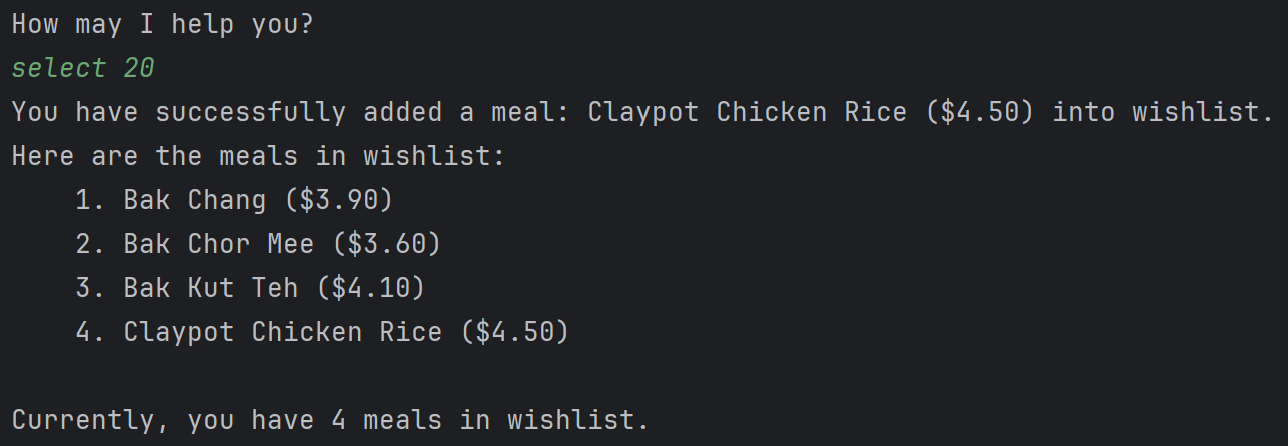 How may I help you?
select 20
You have successfully added a meal: Claypot Chicken Rice ($4.50) into wishlist.
Here are the meals in wishlist:
    1. Bak Chang ($3.90)
    2. Bak Chor Mee ($3.60)
    3. Bak Kut Teh ($4.10)
    4. Claypot Chicken Rice ($4.50)

Currently, you have 4 meals in wishlist.